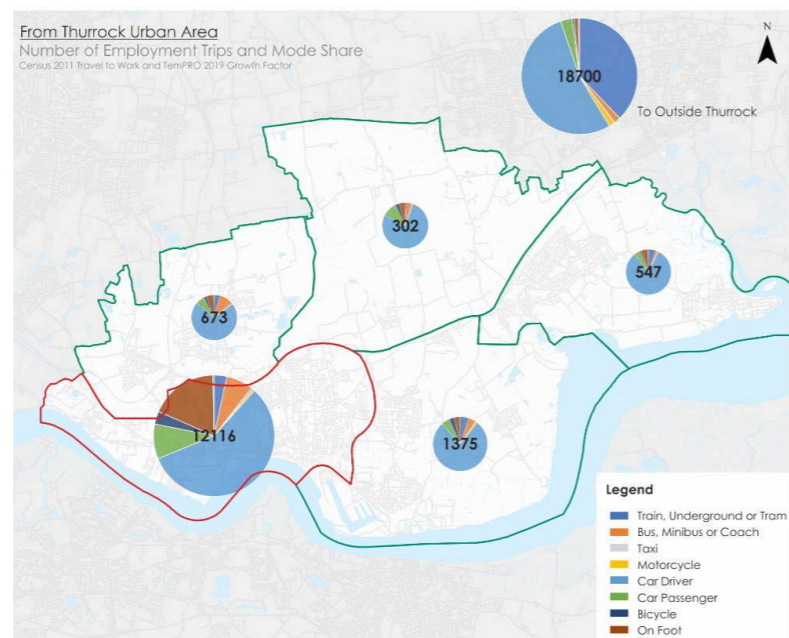 From Thurrock Urban Area
Number of Employment Trips and Mode Share
Census 2011 Travel to Work and TemPRO 2019 Growth Factor
N
18700
To Outside Thurrock
302
547
673
12116
1375
Legend
Train, Underground or Tram
Bus, Minibus or Coach
Taxi
Motorcycle
Car Driver
Car Passenger
Bicycle
On Foot